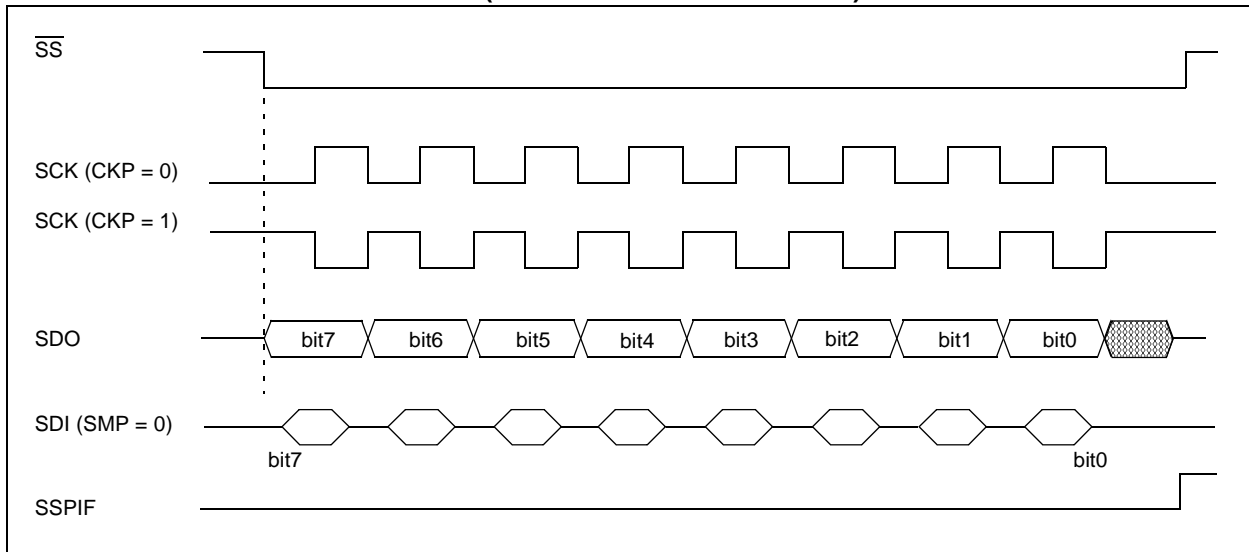 SS
SCK (CKP = 0)
SCK (CKP = 1)
SDO bit7 bit6 bit5 bit4 bit3 bit2 bit1 bit0
SDI (SMP = 0)
bit7 bit0
SSPIF